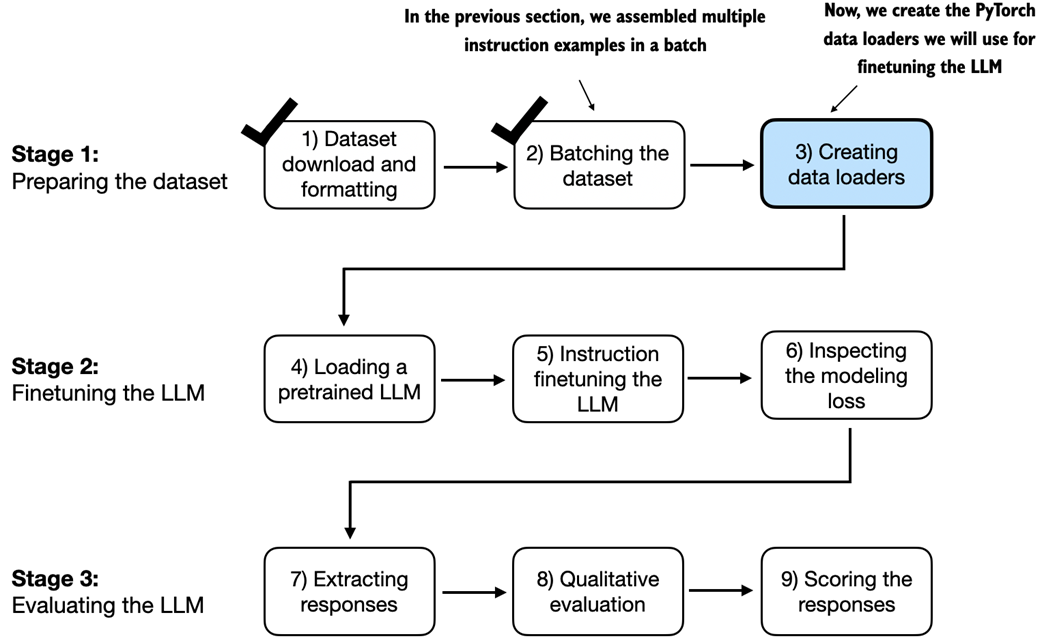 In the previous section, we assembled multiple
instruction examples in a batch
Now, we create the PyTorch
data loaders we will use for
finetuning the LLM
Stage 1:
Preparing the dataset
1) Dataset
download and
formatting
2) Batching the
dataset
3) Creating
data loaders
Stage 2:
Finetuning the LLM
4) Loading a
pretrained LLM
5) Instruction
finetuning the
LLM
6) Inspecting
the modeling
loss
Stage 3:
Evaluating the LLM
7) Extracting
responses
8) Qualitative
evaluation
9) Scoring the
responses